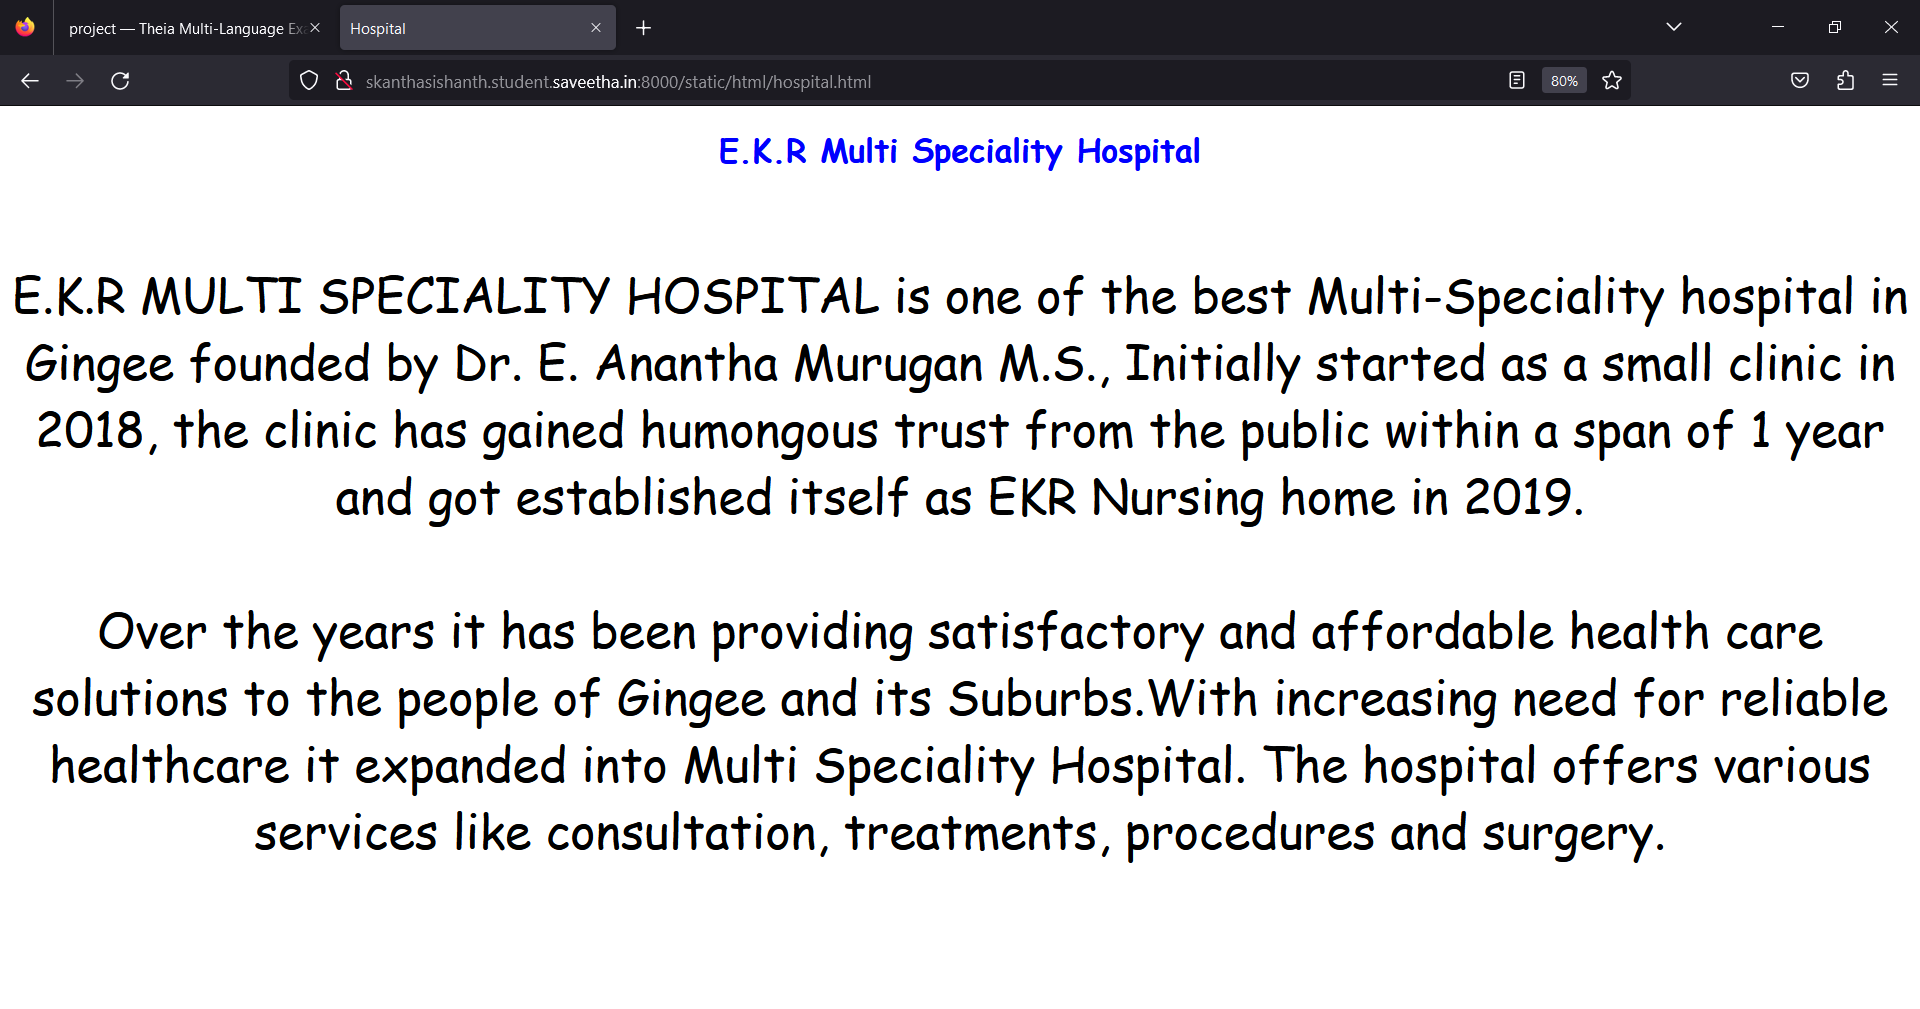 project — Theia Multi-Language Ex
Hospital
skanthasishanth.student.saveetha.in:8000/static/html/hospital.html
80%
E.K.R Multi Speciality Hospital
E.K.R MULTI SPECIALITY HOSPITAL is one of the best Multi-Speciality hospital in
Gingee founded by Dr. E. Anantha Murugan M.S., Initially started as a small clinic in
2018, the clinic has gained humongous trust from the public within a span of 1 year
and got established itself as EKR Nursing home in 2019.
Over the years it has been providing satisfactory and affordable health care
solutions to the people of Gingee and its Suburbs.With increasing need for reliable
healthcare it expanded into Multi Speciality Hospital. The hospital offers various
services like consultation, treatments, procedures and surgery.